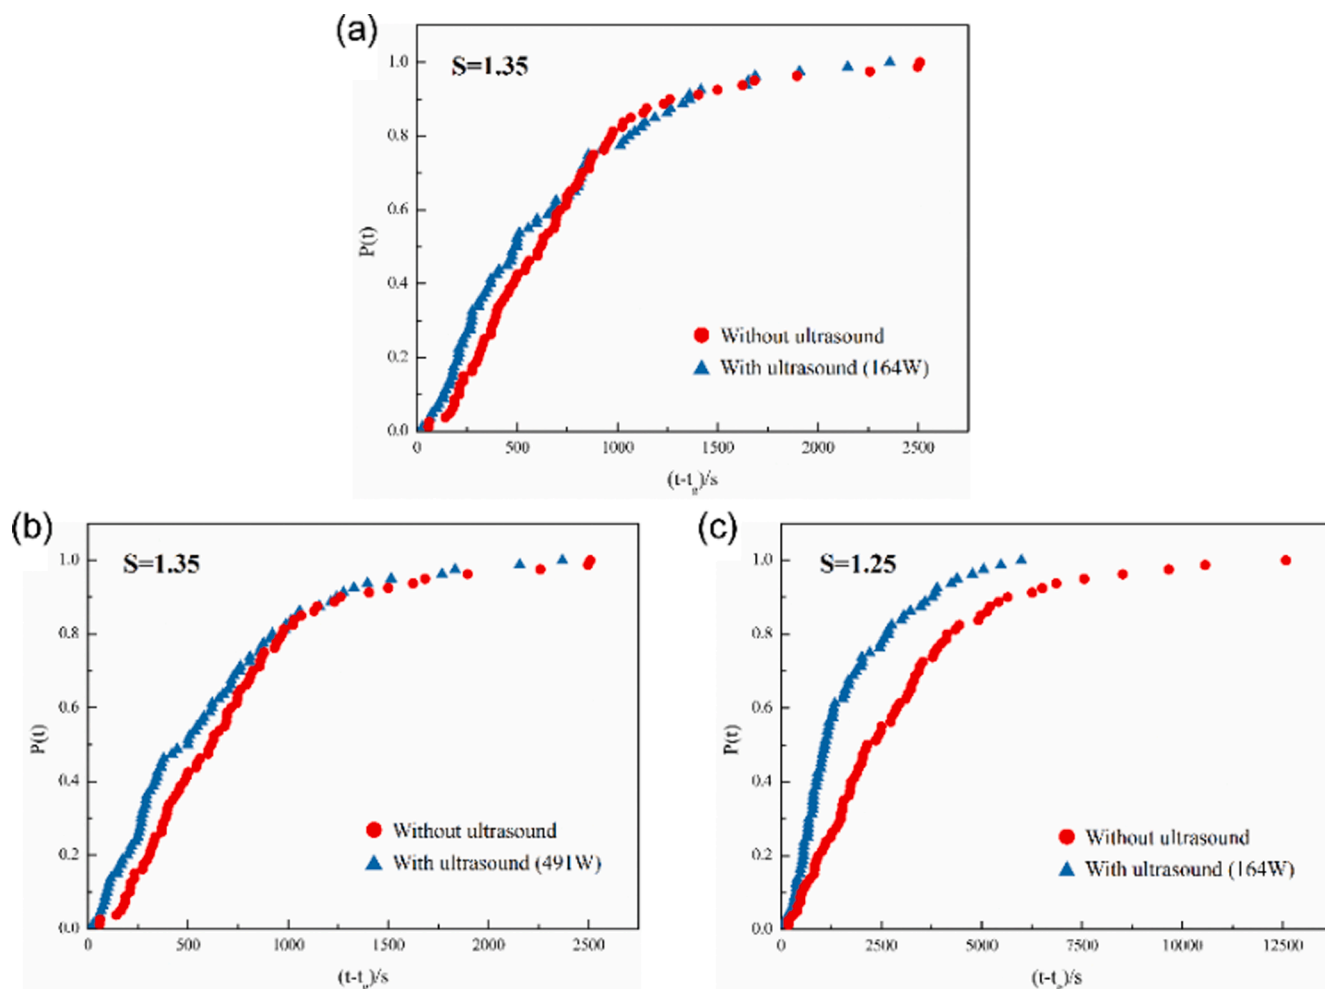 (a)
S=1.35
1.0
0.8
0.6
0.4
0.2
0.0
P(t)
Without ultrasound
With ultrasound (164W)
0 500 1000 1500 2000 2500
(t-tg)/s
(b)
S=1.35
1.0
0.8
0.6
0.4
0.2
0.0
P(t)
Without ultrasound
With ultrasound (491W)
0 500 1000 1500 2000 2500
(t-tg)/s
(c)
S=1.25
1.0
0.8
0.6
0.4
0.2
0.0
P(t)
Without ultrasound
With ultrasound (164W)
0 2500 5000 7500 10000 12500
(t-tg)/s